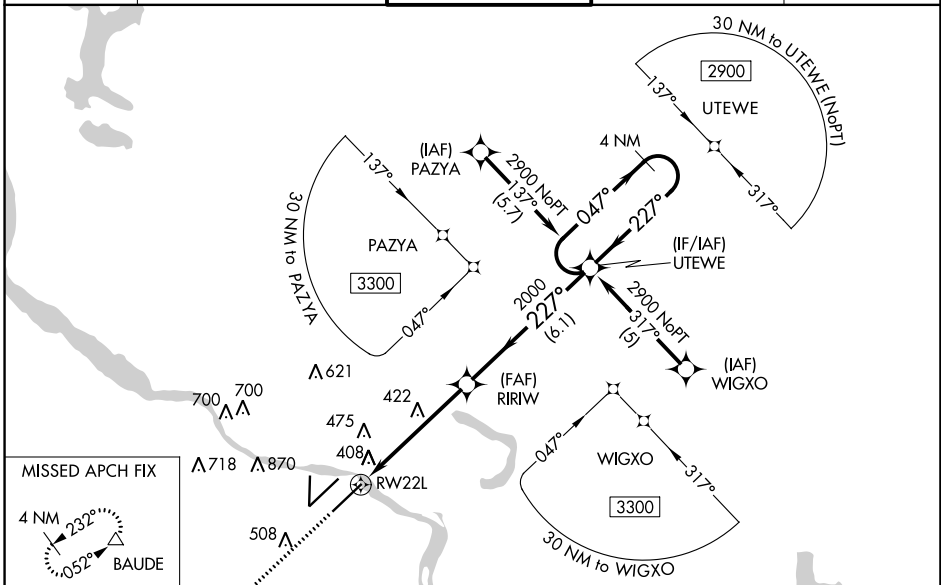 30 NM to UTEWE (NoPT)
2900
UTEWE
137°
317°
4 NM
(IAF)
PAZYA
2900 NoPT
137°
(5.7)
047°
227°
(IF/IAF)
UTEWE
137°
30 NM to PAZYA
PAZYA
3300
047°
2000
227°
(6.1)
2900 NoPT
317°
(5)
(IAF)
WIGXO
(FAF)
RIRIW
621
700
700
422
475
408
718
870
RW22L
508
047°
WIGXO
317°
3300
30 NM to WIGXO
MISSED APCH FIX
4 NM
232°
052°
BAUDE